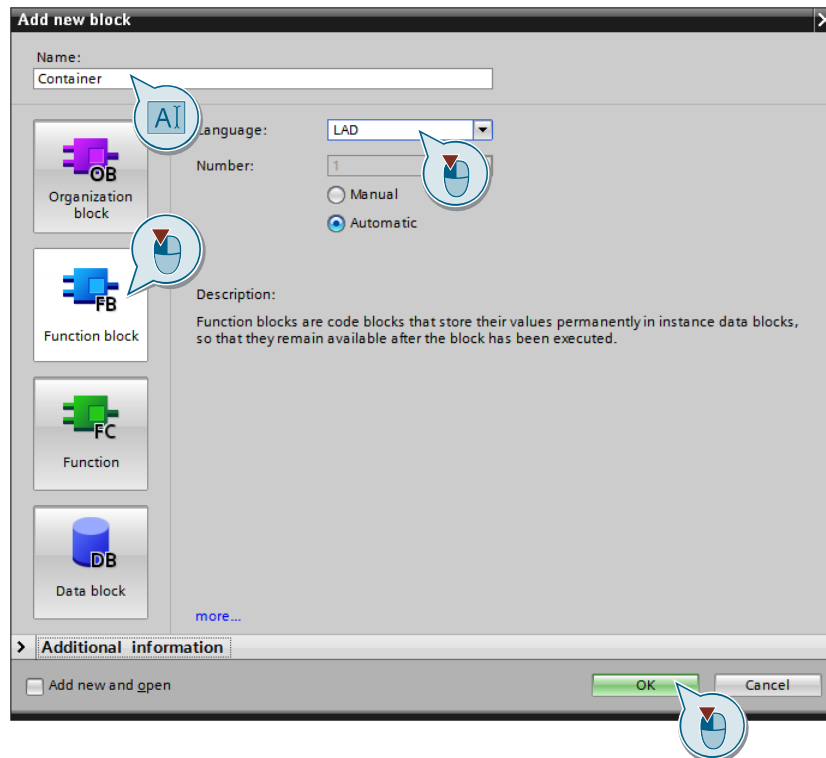 Add new block
Name:
Container
AI
Language:
LAD
Number:
1
Manual
Automatic
OB
Organization
block
FB
Function block
FC
Function
DB
Data block
Description:
Function blocks are code blocks that store their values permanently in instance data blocks,
so that they remain available after the block has been executed.
more...
Additional information
Add new and open
OK
Cancel